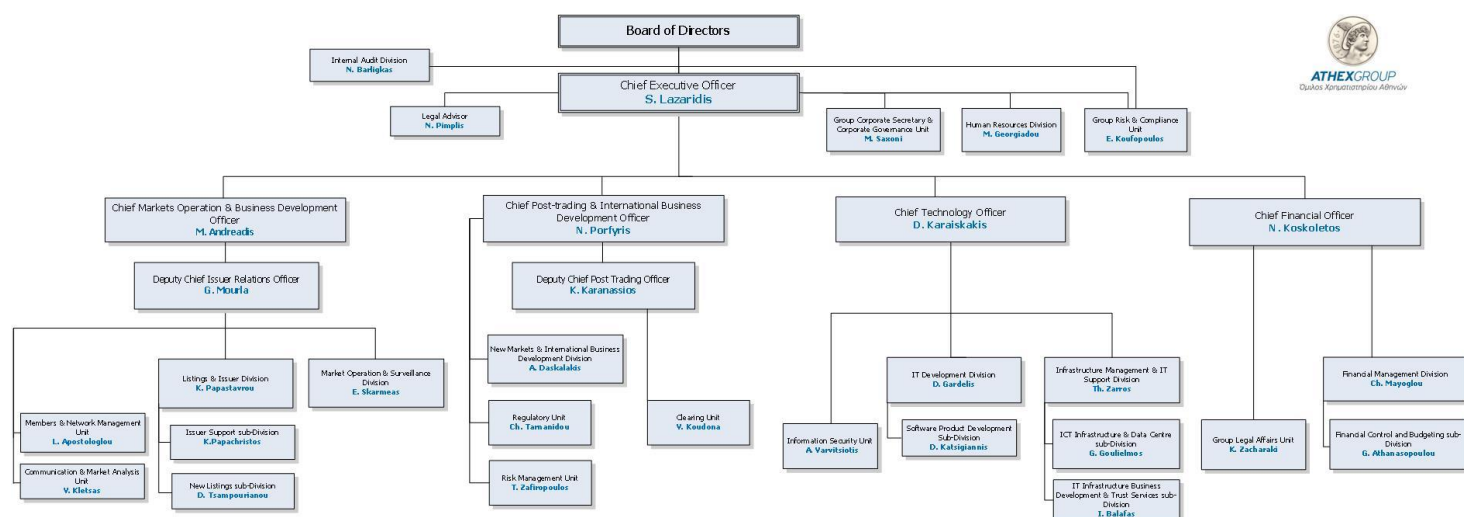 Board of Directors
1876
ATHEXGROUP
Όμιλος Χρηματιστηρίου Αθηνών
Internal Audit Division
N. Barligkas
Chief Executive Officer
S. Lazaridis
Legal Advisor
N. Pimplis
Group Corporate Secretary &
Corporate Governance Unit
M. Saxoni
Human Resources Division
M. Georgiadou
Group Risk & Compliance
Unit
E. Koufopoulos
Chief Markets Operation & Business Development
Officer
M. Andreadis
Chief Post-trading & International Business
Development Officer
N. Porfyris
Chief Technology Officer
D. Karaiskakis
Chief Financial Officer
N. Koskoletos
Deputy Chief Issuer Relations Officer
G. Mourla
Deputy Chief Post Trading Officer
K. Karanassios
Listings & Issuer Division
K. Papastavrou
Market Operation & Surveillance
Division
E. Skarmeas
Members & Network Management
Unit
L. Apostologlou
Issuer Support sub-Division
K.Papachristos
Communication & Market Analysis
Unit
V. Kletsas
New Listings sub-Division
D. Tsampourianou
New Markets & International Business
Development Division
A. Daskalakis
Regulatory Unit
Ch. Tarnanidou
Risk Management Unit
T. Zafiropoulos
Clearing Unit
V. Koudona
Information Security Unit
A. Varvitsiotis
IT Development Division
D. Gardelis
Software Product Development
Sub-Division
D. Katsigiannis
Infrastructure Management & IT
Support Division
Th. Zarros
ICT Infrastructure & Data Centre
sub-Division
G. Goulielmos
IT Infrastructure Business
Development & Trust Services sub-
Division
I. Balafas
Group Legal Affairs Unit
K. Zacharaki
Financial Management Division
Ch. Mayoglou
Financial Control and Budgeting sub-
Division
G. Athanasopoulou